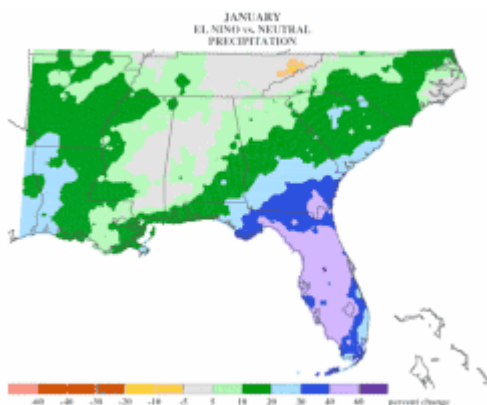 JANUARY
EL NINO vs. NEUTRAL
PRECIPITATION
-60 -40 -30 -20 -10 -5 5 10 20 30 40 60 percent change